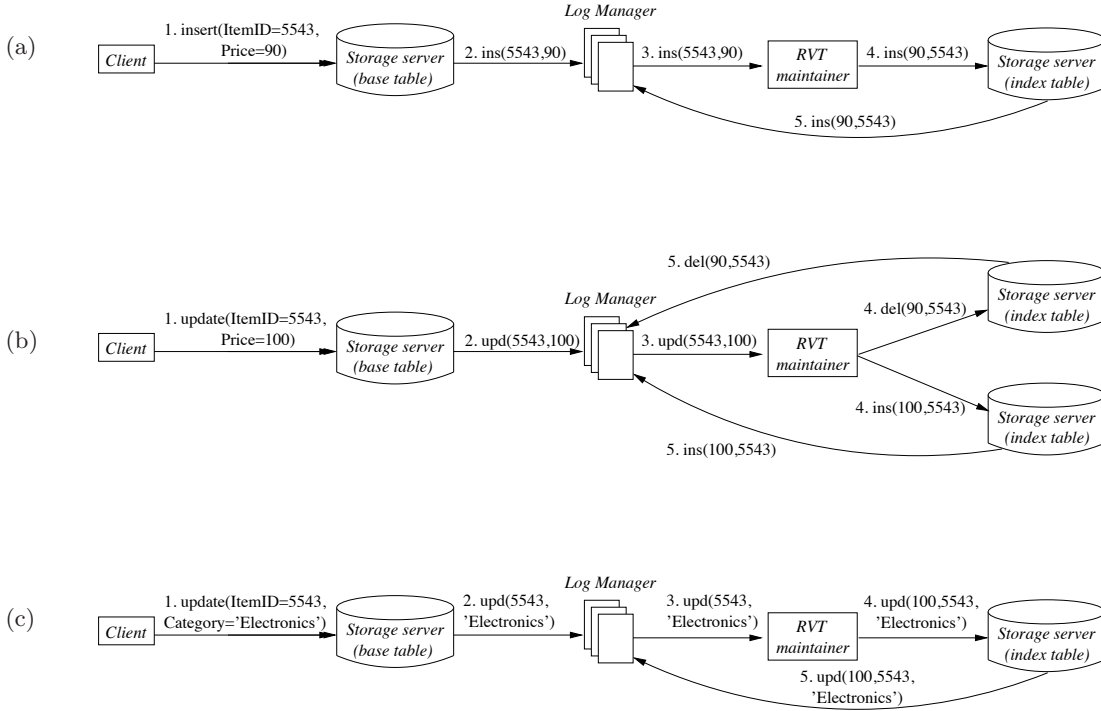 (a)
Client
1. insert(ItemID=5543,
Price=90)
Storage server
(base table)
2. ins(5543,90)
Log Manager
3. ins(5543,90)
RVT
maintainer
4. ins(90,5543)
Storage server
(index table)
5. ins(90,5543)
(b)
Client
1. update(ItemID=5543,
Price=100)
Storage server
(base table)
2. upd(5543,100)
Log Manager
3. upd(5543,100)
RVT
maintainer
4. del(90,5543)
Storage server
(index table)
5. del(90,5543)
4. ins(100,5543)
Storage server
(index table)
5. ins(100,5543)
(c)
Client
1. update(ItemID=5543,
Category='Electronics')
Storage server
(base table)
2. upd(5543,
'Electronics')
Log Manager
3. upd(5543,
'Electronics')
RVT
maintainer
4. upd(100,5543,
'Electronics')
Storage server
(index table)
5. upd(100,5543,
'Electronics')